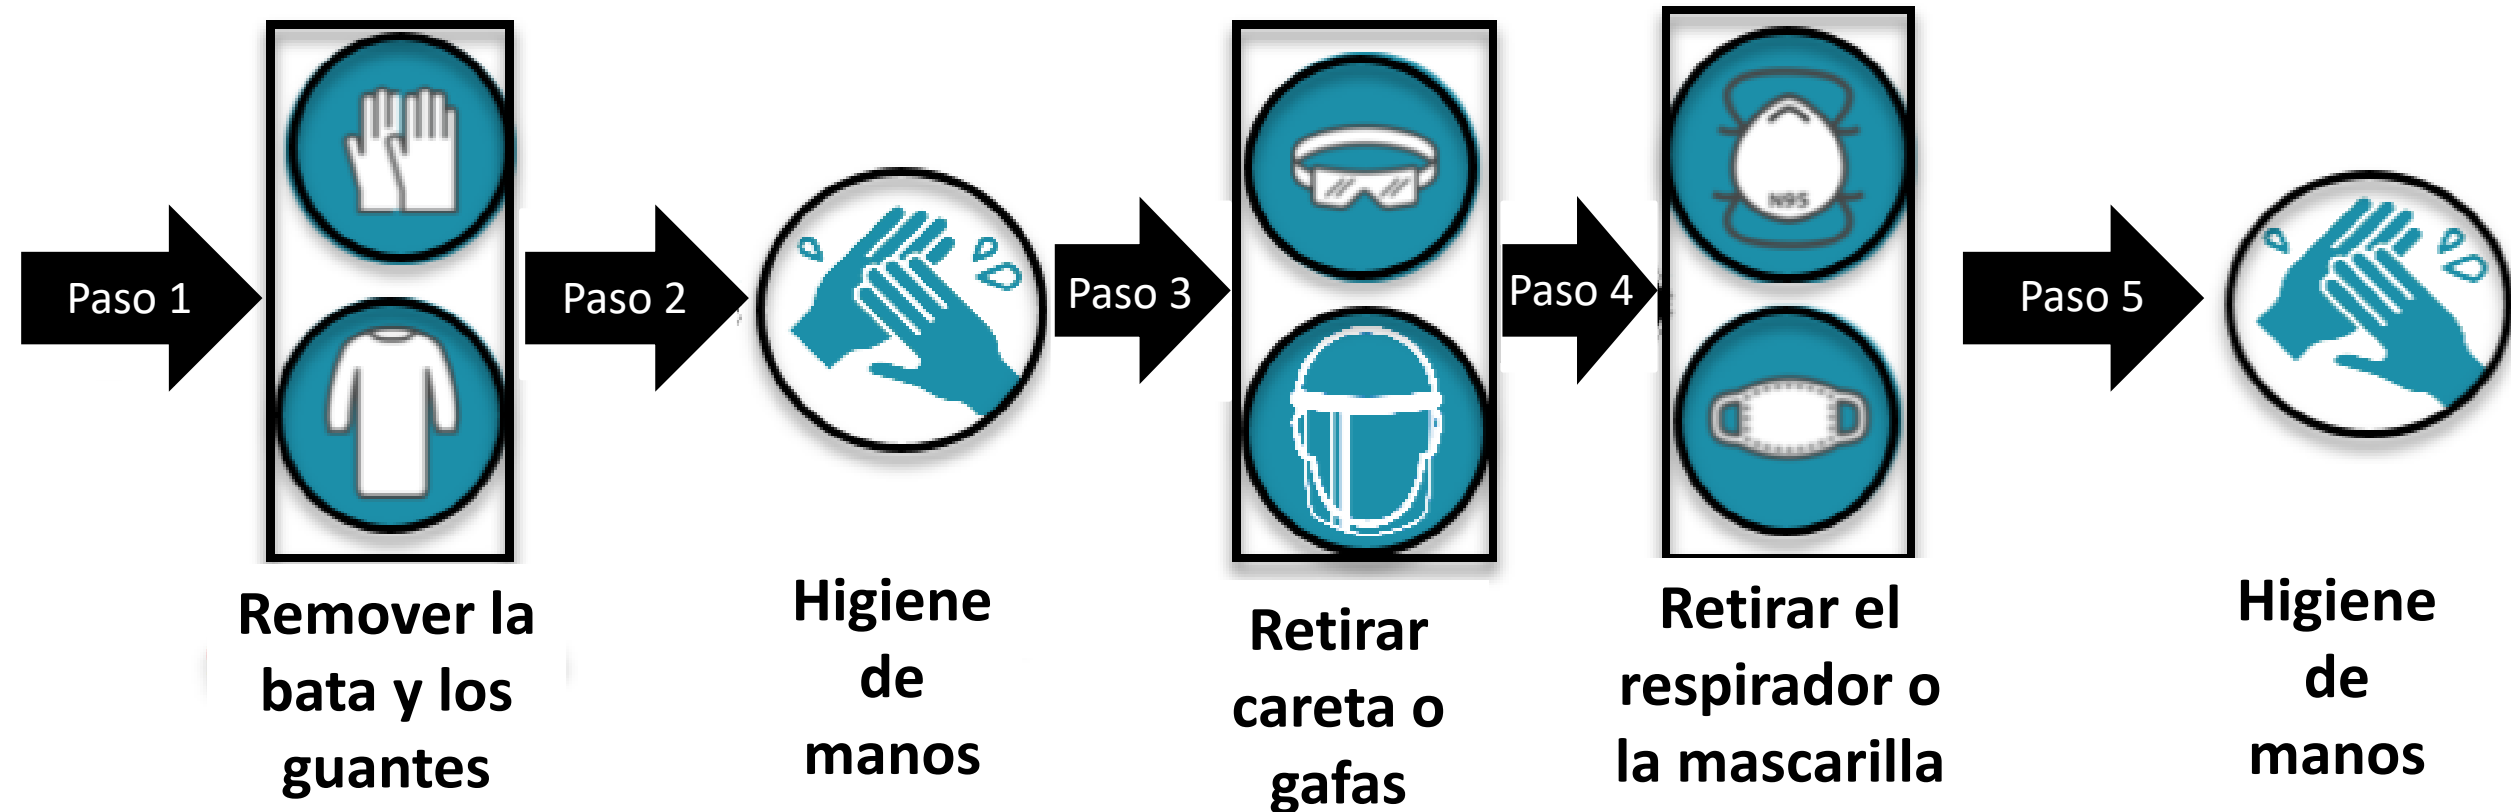 Paso 1
Remover la
bata y los
guantes
Paso 2
Higiene
de
manos
Paso 3
Retirar
careta o
gafas
Paso 4
N95
Retirar el
respirador o
la mascarilla
Paso 5
Higiene
de
manos